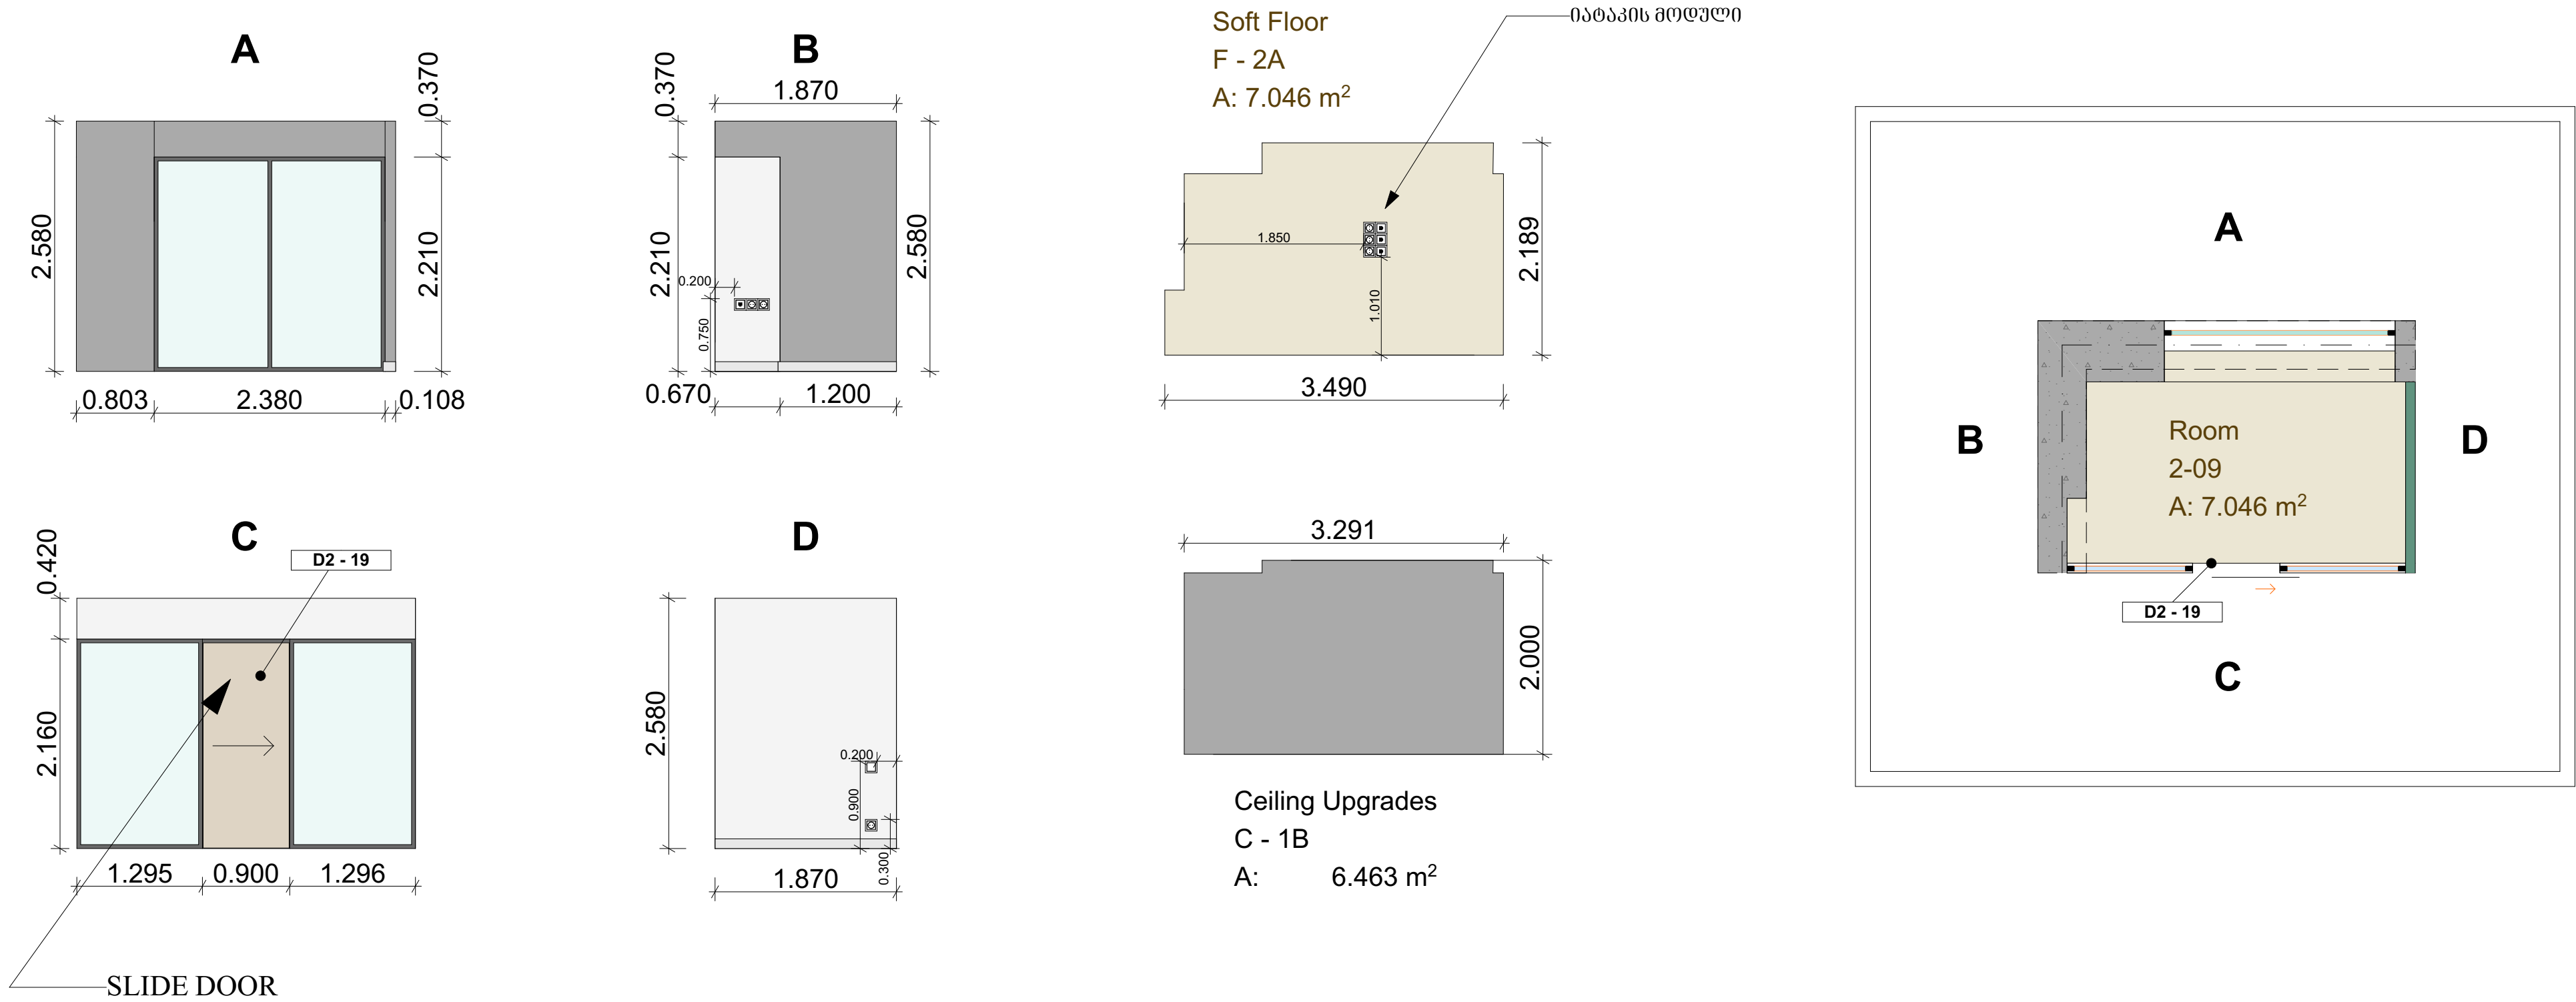 A
0.370
2.580
2.210
0.803
2.380
0.108
B
0.370
1.870
2.210
2.580
0.200
0.750
0.670
1.200
Soft Floor
F - 2A
A: 7.046 m²
იატაკის მოდული
1.850
1.010
2.189
3.490
C
D2 - 19
0.420
2.160
1.295
0.900
1.296
SLIDE DOOR
D
2.580
0.200
0.900
0.300
1.870
3.291
2.000
Ceiling Upgrades
C - 1B
A: 6.463 m²
A
B
Room
2-09
A: 7.046 m²
D
D2 - 19
C